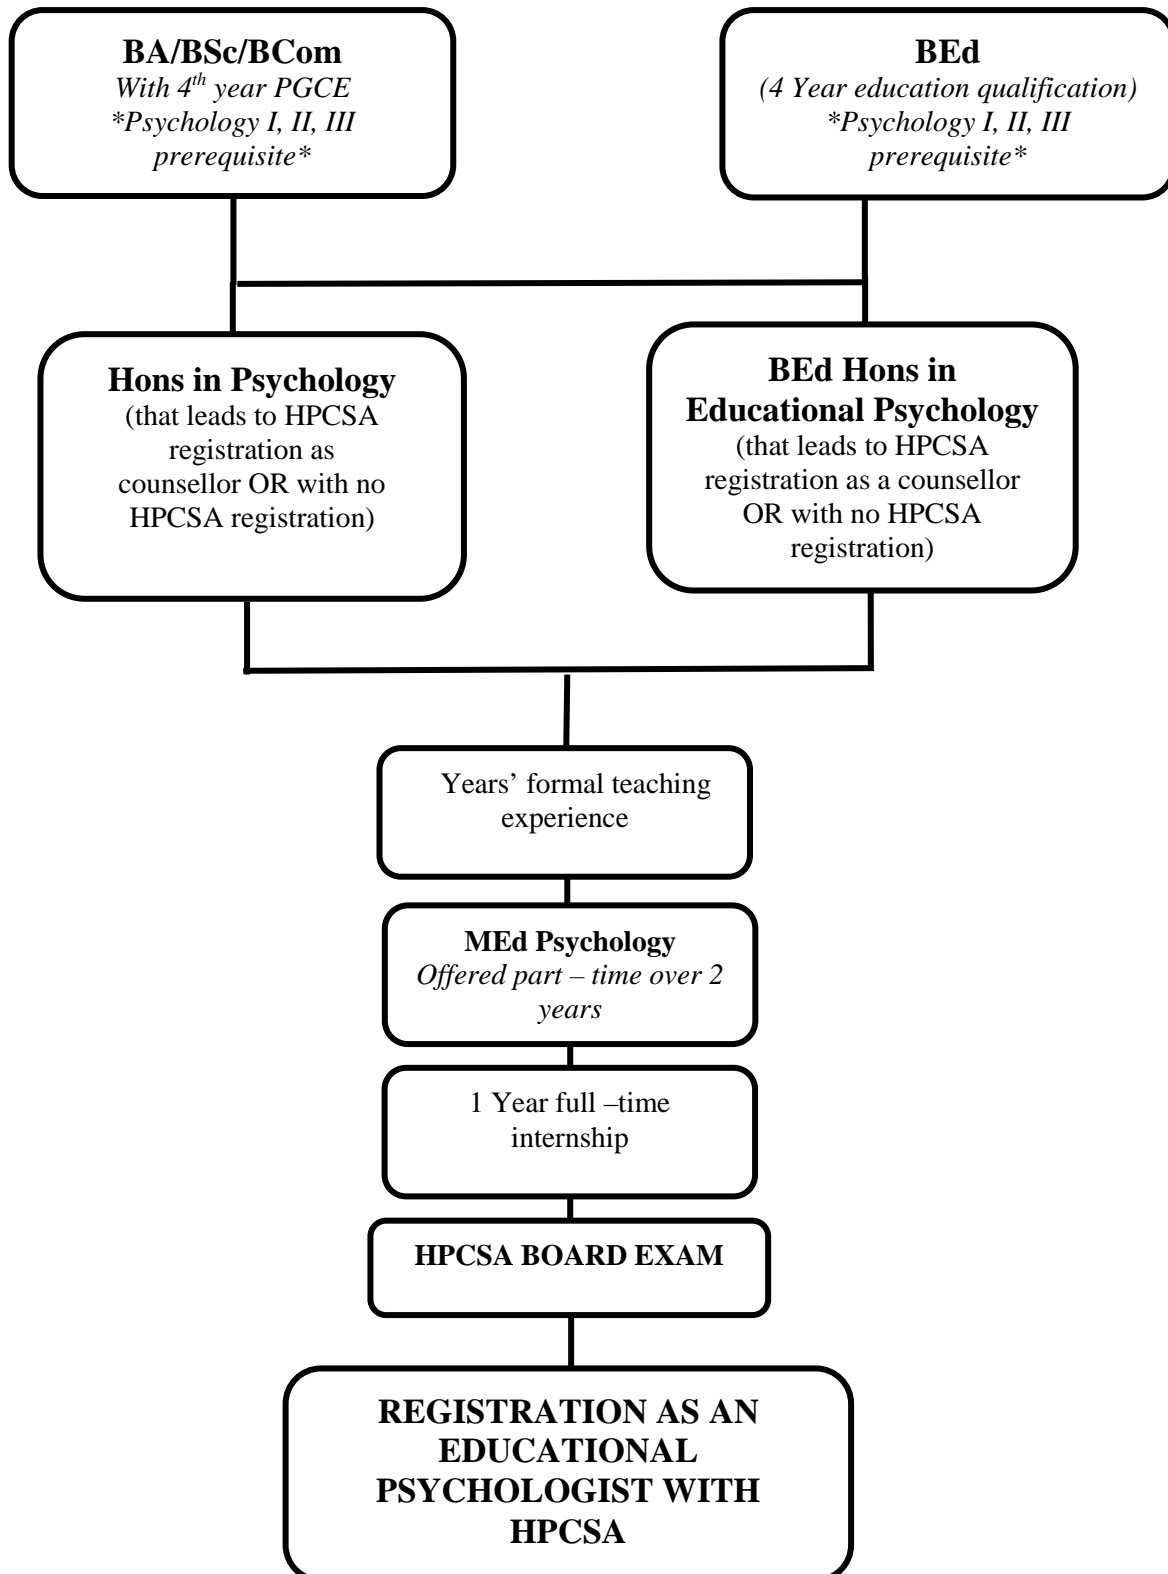 BA/BSc/BCom
With 4th year PGCE
*Psychology I, II, III
prerequisite*
BEd
(4 Year education qualification)
*Psychology I, II, III
prerequisite*
Hons in Psychology
(that leads to HPCSA
registration as
counsellor OR with no
HPCSA registration)
BEd Hons in
Educational Psychology
(that leads to HPCSA
registration as a counsellor
OR with no HPCSA
registration)
Years’ formal teaching
experience
MEd Psychology
Offered part – time over 2
years
1 Year full –time
internship
HPCSA BOARD EXAM
REGISTRATION AS AN
EDUCATIONAL
PSYCHOLOGIST WITH
HPCSA